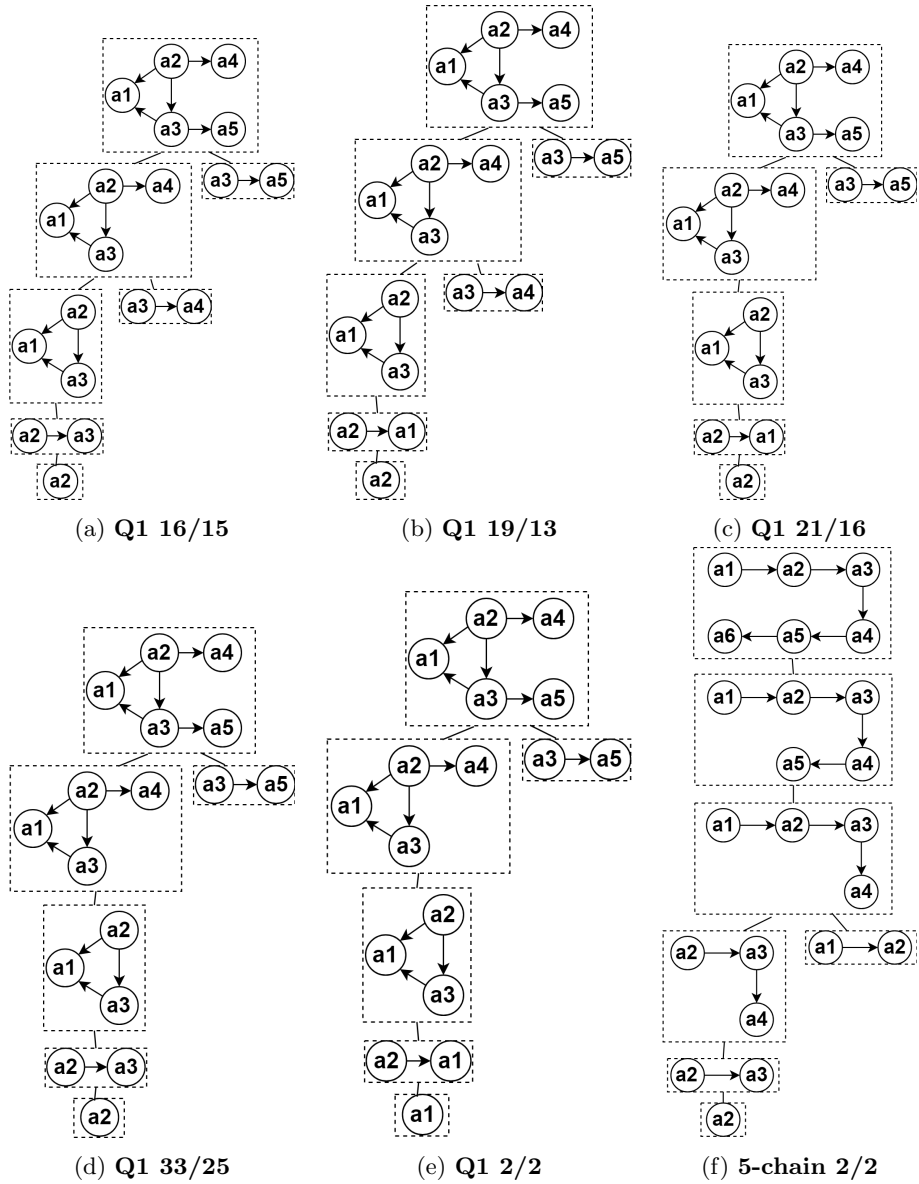 a2 a4
a1
a3 a5
a2 a4
a3 a5
a1
a3
a3 a4
a2
a1
a3
a2 a3
a2
(a) Q1 16/15
a2 a4
a1
a3 a5
a2 a4
a3 a5
a1
a3
a3 a4
a2
a1
a3
a2 a1
a2
(b) Q1 19/13
a2 a4
a1
a3 a5
a2 a4
a3 a5
a1
a3
a2
a1
a3
a2 a1
a2
(c) Q1 21/16
a2 a4
a1
a3 a5
a2 a4
a3 a5
a1
a3
a2
a1
a3
a2 a3
a2
(d) Q1 33/25
a2 a4
a1
a3 a5
a2 a4
a3 a5
a1
a3
a2
a1
a3
a2 a1
a1
(e) Q1 2/2
a1 a2 a3
a6 a5 a4
a1 a2 a3
a5 a4
a1 a2 a3
a4
a2 a3
a1 a2
a4
a2 a3
a2
(f) 5-chain 2/2